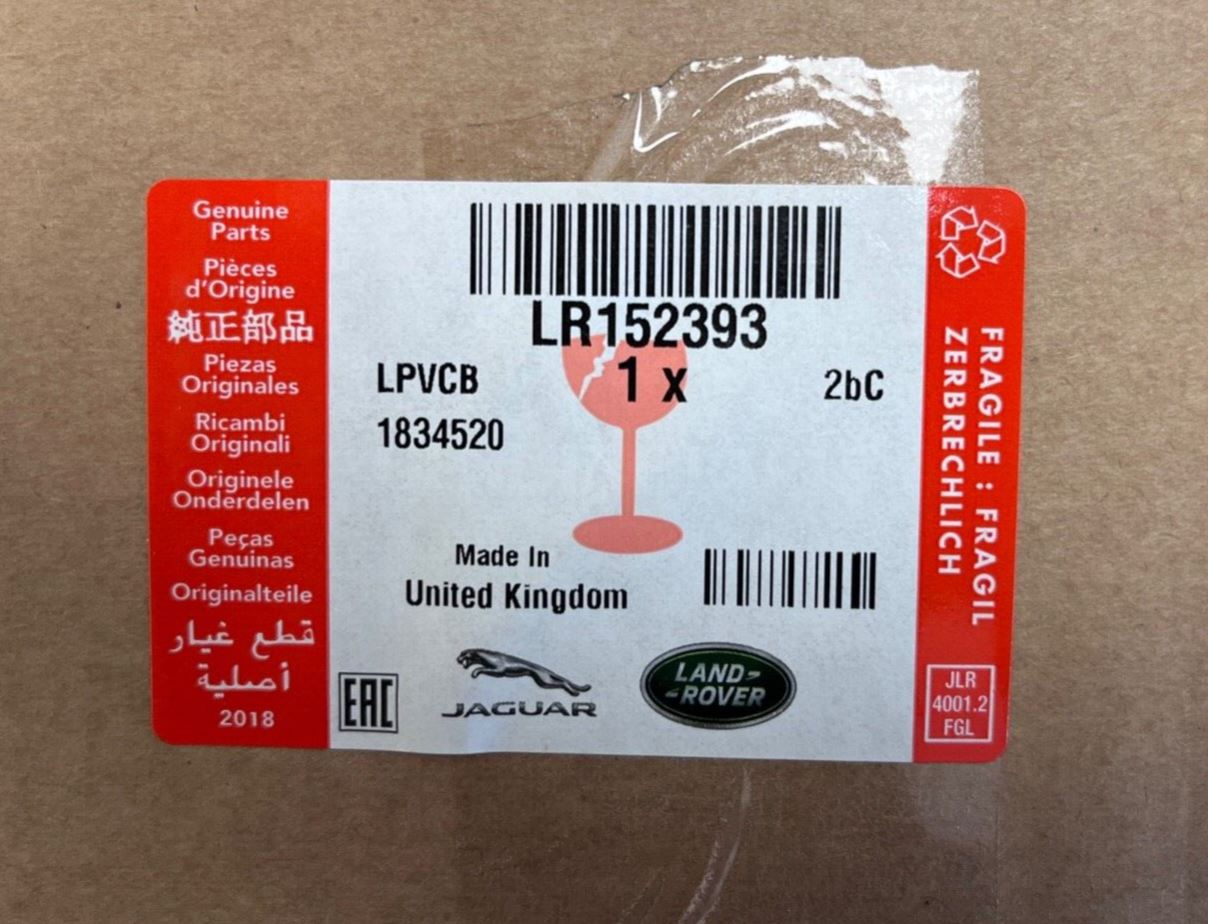 Genuine
Parts
Pièces
d'Origine
純正部品
Piezas
Originales
Ricambi
Originali
Originele
Onderdelen
Peças
Genuinas
Originalteile
قطع غيار
أصلية
2018
LR152393
1 x
LPVCB
2bC
1834520
Made In
United Kingdom
EAC
JAGUAR
LAND-
-ROVER
FRAGILE : FRAGIL
ZERBRECHLICH
JLR
4001.2
FGL